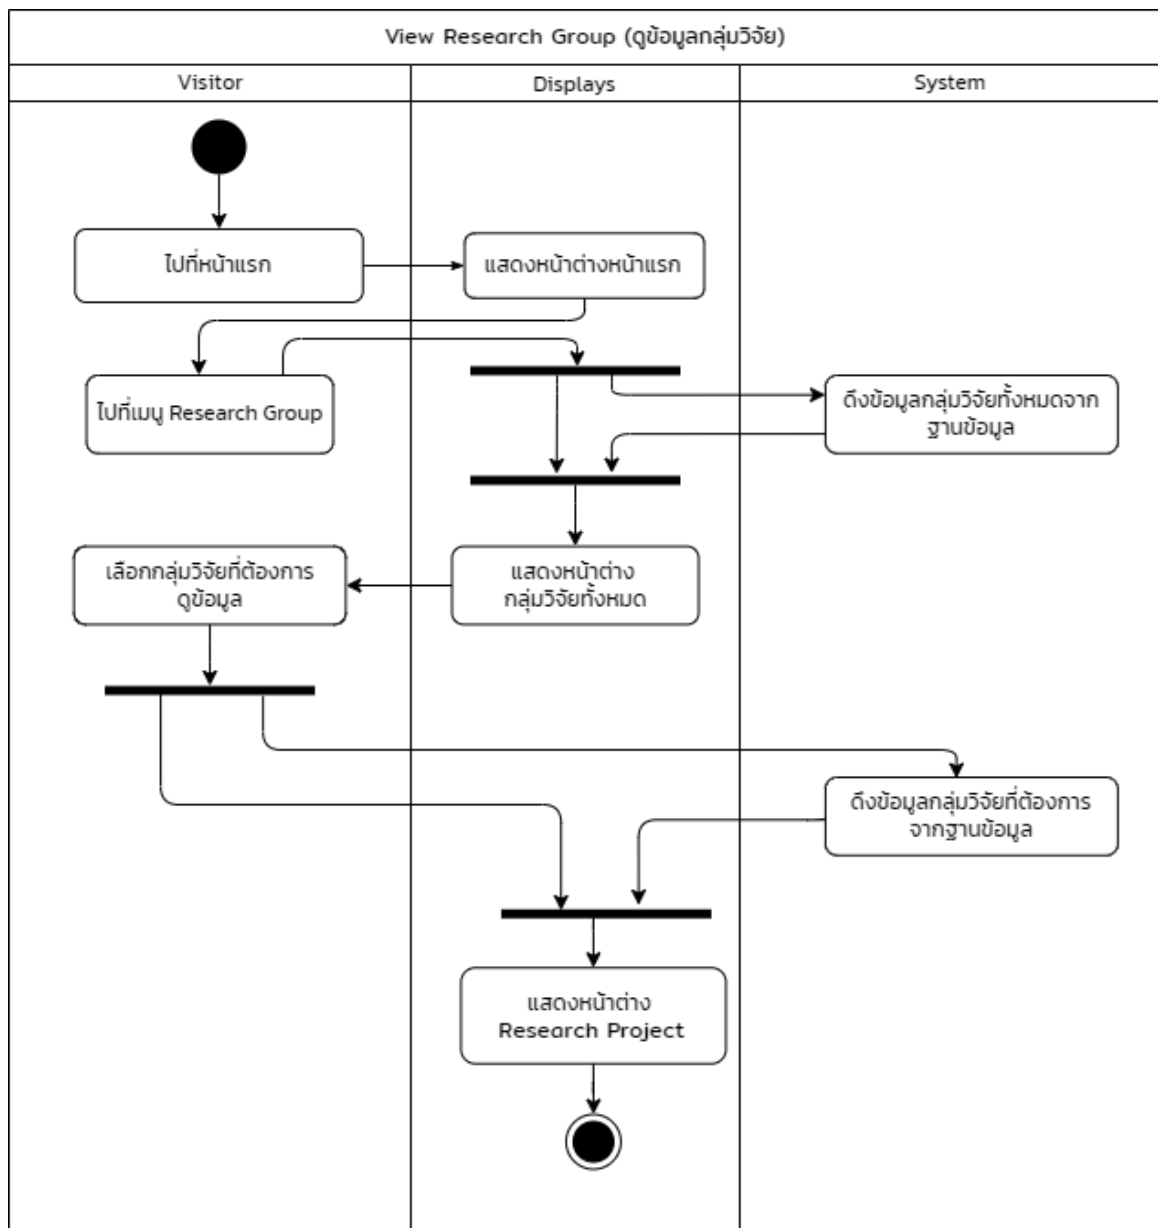 View Research Group (ดูข้อมูลกลุ่มวิจัย)
Visitor
Displays
System
ไปที่หน้าแรก
แสดงหน้าต่างหน้าแรก
ไปที่เมนู Research Group
ดึงข้อมูลกลุ่มวิจัยทั้งหมดจาก
ฐานข้อมูล
เลือกกลุ่มวิจัยที่ต้องการ
ดูข้อมูล
แสดงหน้าต่าง
กลุ่มวิจัยทั้งหมด
ดึงข้อมูลกลุ่มวิจัยที่ต้องการ
จากฐานข้อมูล
แสดงหน้าต่าง
Research Project